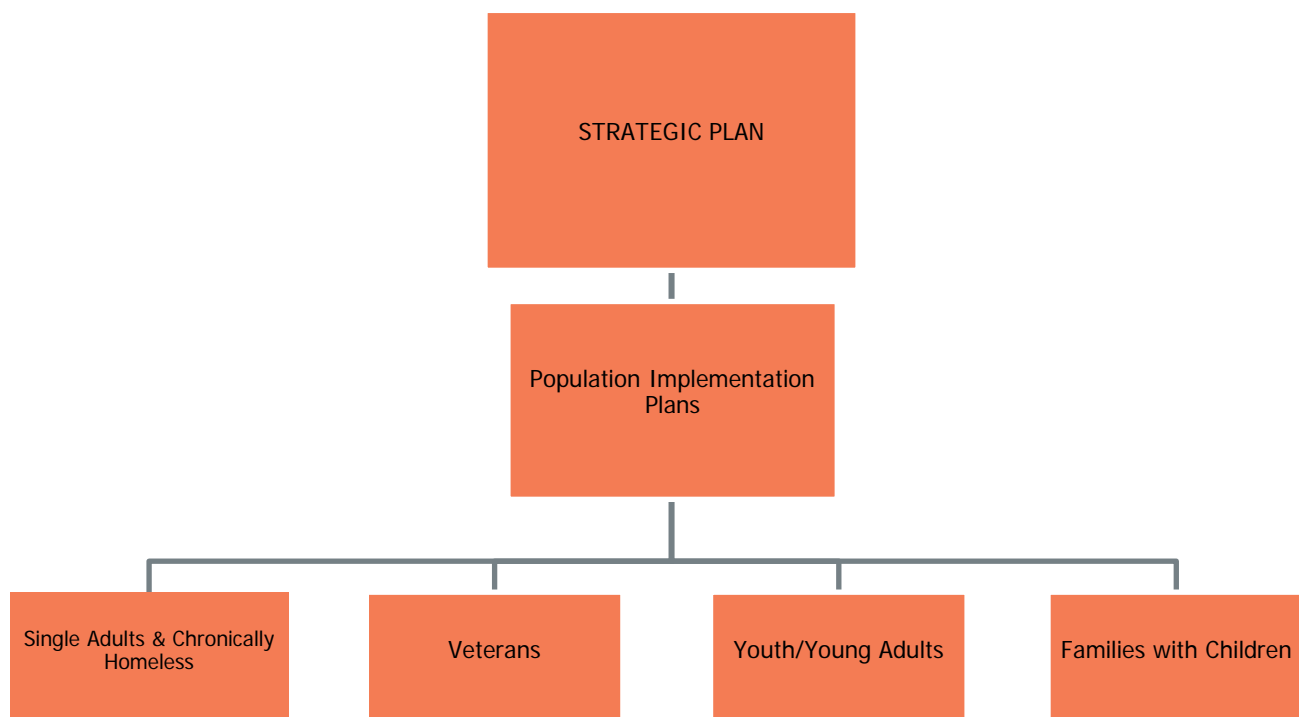 STRATEGIC PLAN
Population Implementation
Plans
Single Adults & Chronically
Homeless
Veterans
Youth/Young Adults
Families with Children